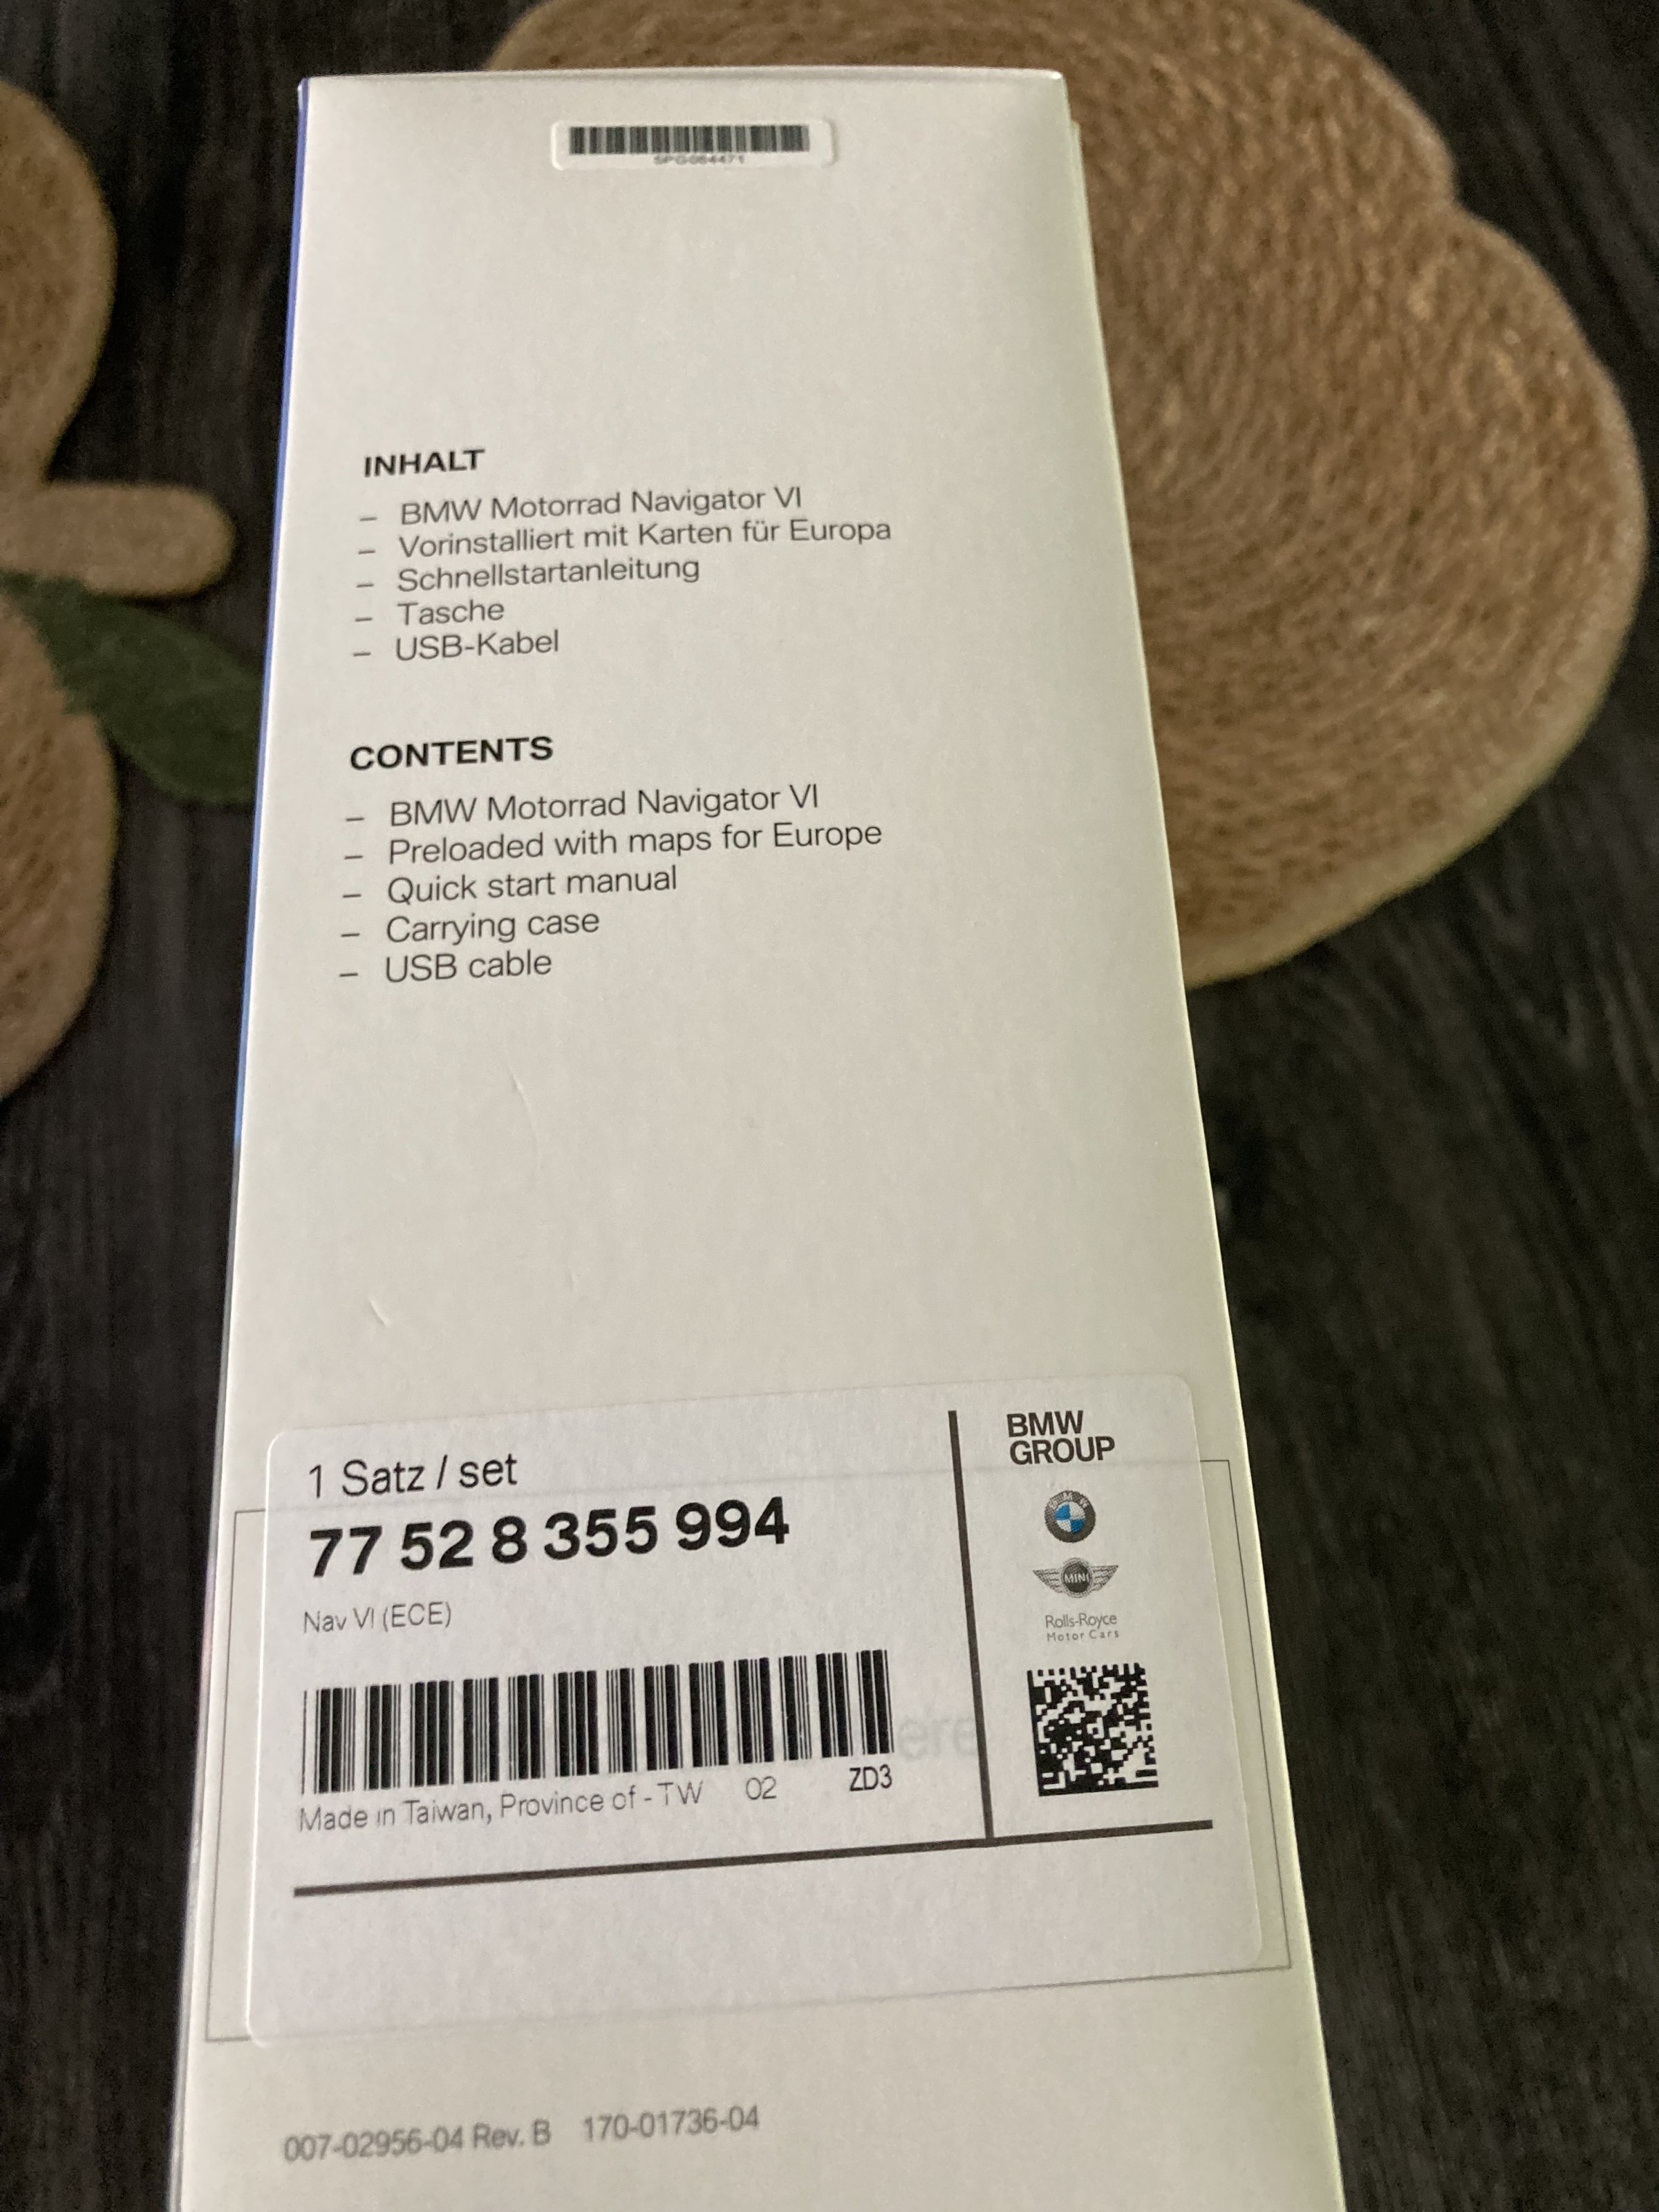 5PG084471
INHALT
– BMW Motorrad Navigator VI
– Vorinstalliert mit Karten für Europa
– Schnellstartanleitung
– Tasche
– USB-Kabel
CONTENTS
– BMW Motorrad Navigator VI
– Preloaded with maps for Europe
– Quick start manual
– Carrying case
– USB cable
1 Satz / set
77 52 8 355 994
Nav VI (ECE)
Made in Taiwan, Province of - TW 02 ZD3
BMW
GROUP
BMW
MINI
Rolls-Royce
Motor Cars
007-02956-04 Rev. B 170-01736-04